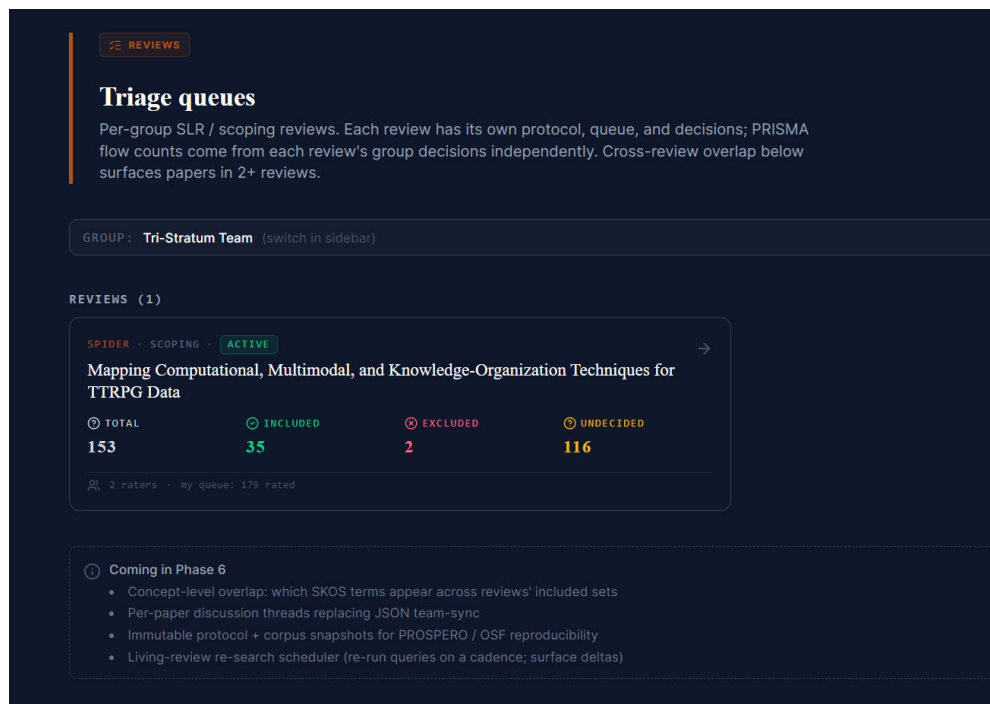 REVIEWS
Triage queues
Per-group SLR / scoping reviews. Each review has its own protocol, queue, and decisions; PRISMA
flow counts come from each review's group decisions independently. Cross-review overlap below
surfaces papers in 2+ reviews.
GROUP: Tri-Stratum Team (switch in sidebar)
REVIEWS (1)
SPIDER · SCOPING · ACTIVE
Mapping Computational, Multimodal, and Knowledge-Organization Techniques for
TTRPG Data
TOTAL INCLUDED EXCLUDED UNDECIDED
153 35 2 116
2 raters · my queue: 179 rated
Coming in Phase 6
• Concept-level overlap: which SKOS terms appear across reviews' included sets
• Per-paper discussion threads replacing JSON team-sync
• Immutable protocol + corpus snapshots for PROSPERO / OSF reproducibility
• Living-review re-search scheduler (re-run queries on a cadence; surface deltas)